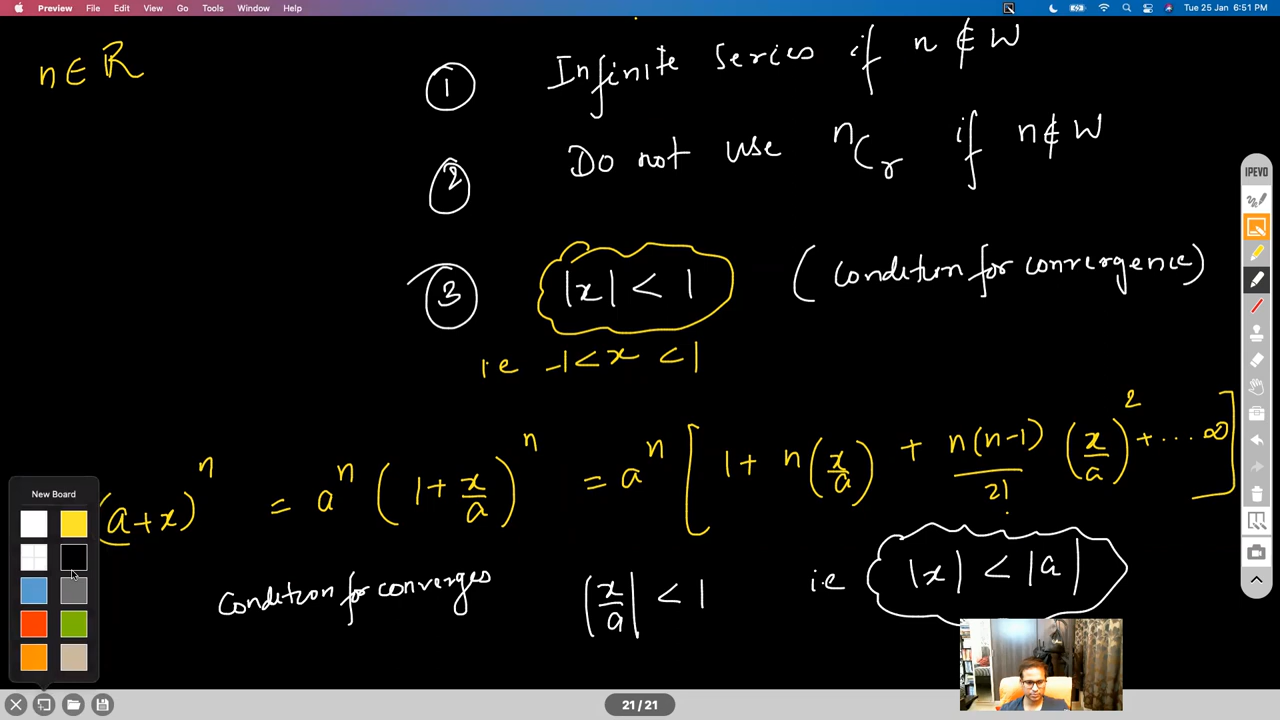 Preview File Edit View Go Tools Window Help Tue 25 Jan 6:51 PM
n ∈ R
① Infinite series if n ∉ W
② Do not use ⁿCᵣ if n ∉ W
③ |x| < 1 (Condition for convergence)
ie -1 < x < 1
IPEVO
(a+x)ⁿ = aⁿ (1 + x/a)ⁿ = aⁿ [1 + n(x/a) + n(n-1)/2! (x/a)² + .... ∞]
New Board
Condition for converges |x/a| < 1 i.e |x| < |a|
21 / 21